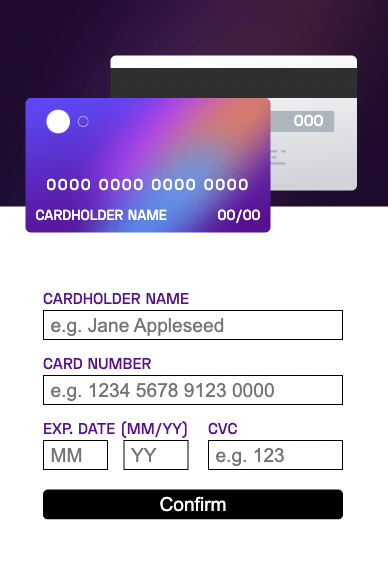 000
0000 0000 0000 0000
CARDHOLDER NAME 00/00
CARDHOLDER NAME
e.g. Jane Appleseed
CARD NUMBER
e.g. 1234 5678 9123 0000
EXP. DATE (MM/YY) CVC
MM YY e.g. 123
Confirm